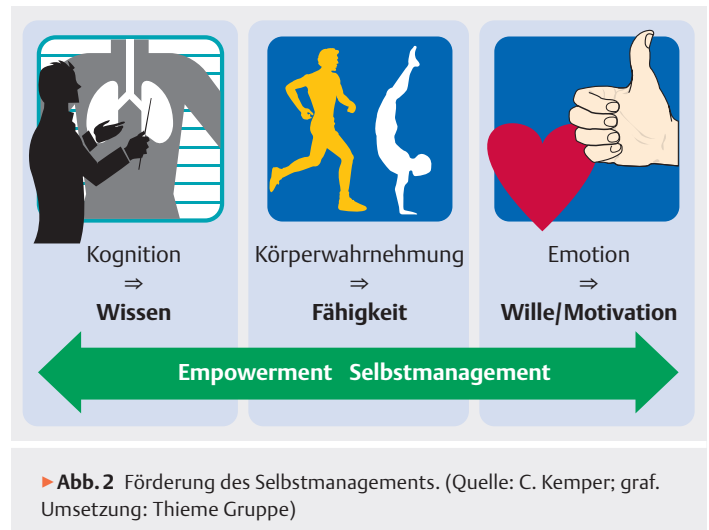 Kognition
⇒
Wissen
Körperwahrnehmung
⇒
Fähigkeit
Emotion
⇒
Wille/Motivation
Empowerment Selbstmanagement
▶ Abb. 2 Förderung des Selbstmanagements. (Quelle: C. Kemper; graf.
Umsetzung: Thieme Gruppe)